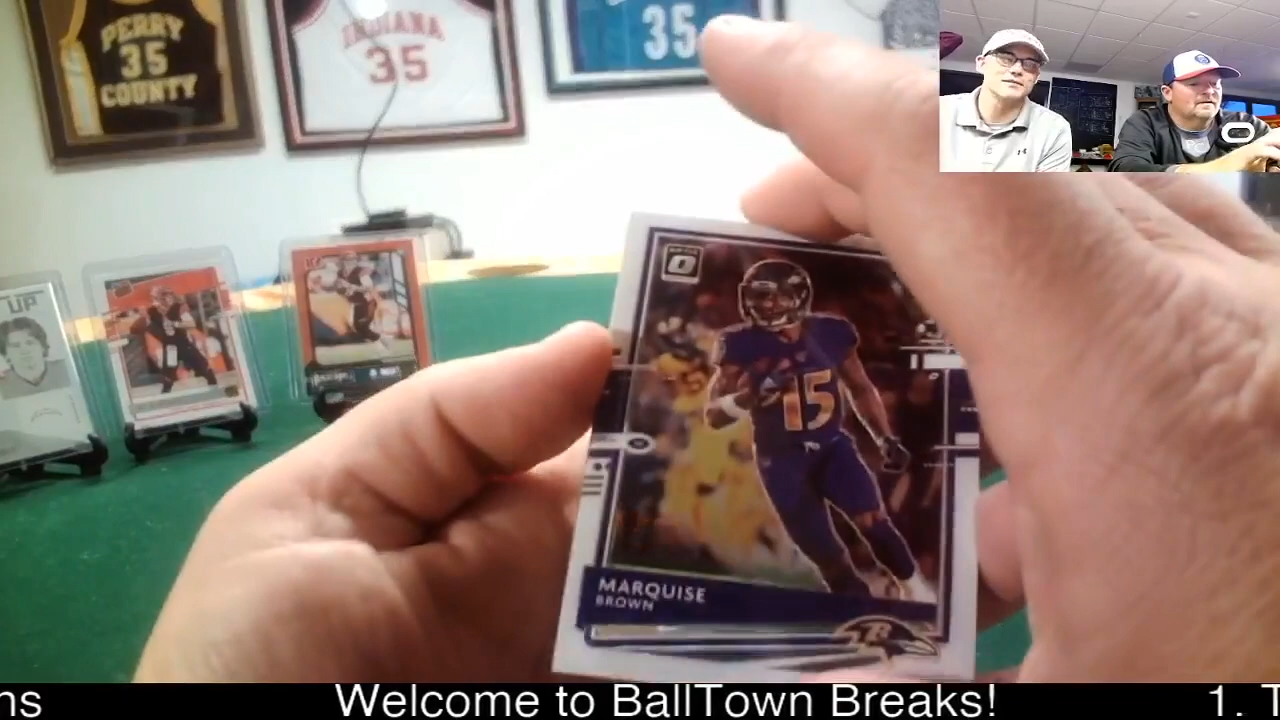 PERRY
35
COUNTY
INDIANA
35
35
UP
15
MARQUISE
BROWN
ns Welcome to BallTown Breaks! 1. T